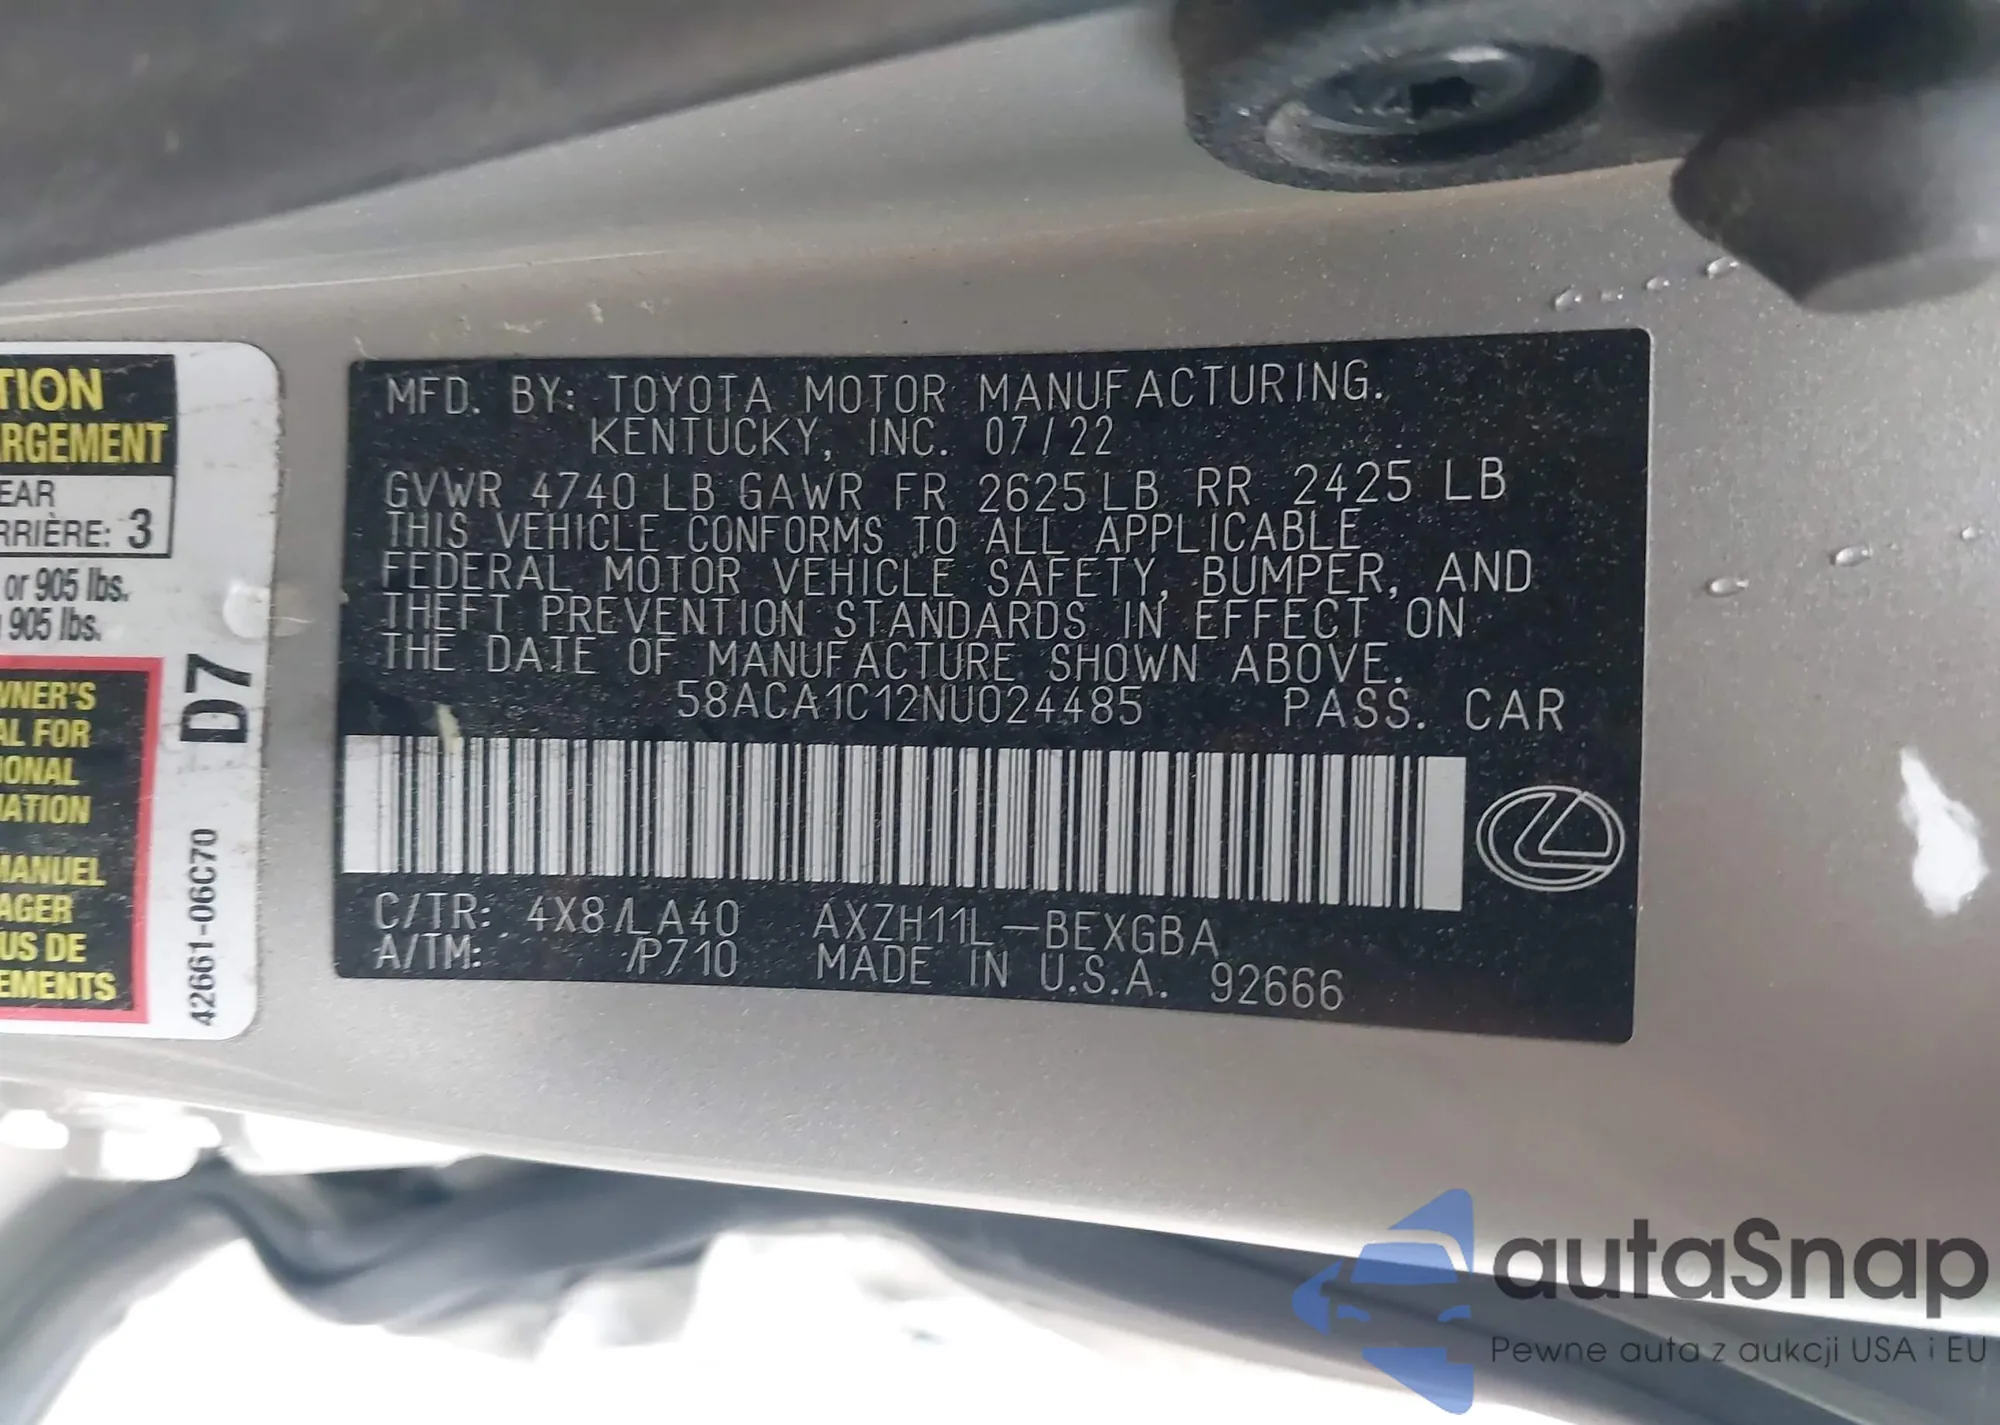 TION
ARGEMENT
EAR
RRIÈRE: 3
or 905 lbs.
905 lbs.
WNER'S
AL FOR
IONAL
MATION
MANUEL
AGER
US DE
EMENTS
D7
42661-06C70
MFD. BY: TOYOTA MOTOR MANUFACTURING.
KENTUCKY, INC. 07/22
GVWR 4740 LB GAWR FR 2625 LB RR 2425 LB
THIS VEHICLE CONFORMS TO ALL APPLICABLE
FEDERAL MOTOR VEHICLE SAFETY, BUMPER, AND
THEFT PREVENTION STANDARDS IN EFFECT ON
THE DATE OF MANUFACTURE SHOWN ABOVE.
58ACA1C12NU024485 PASS. CAR
C/TR: 4X8/LA40 AXZH11L-BEXGBA
A/TM: /P710 MADE IN U.S.A. 92666
autaSnap
Pewne auta z aukcji USA i EU